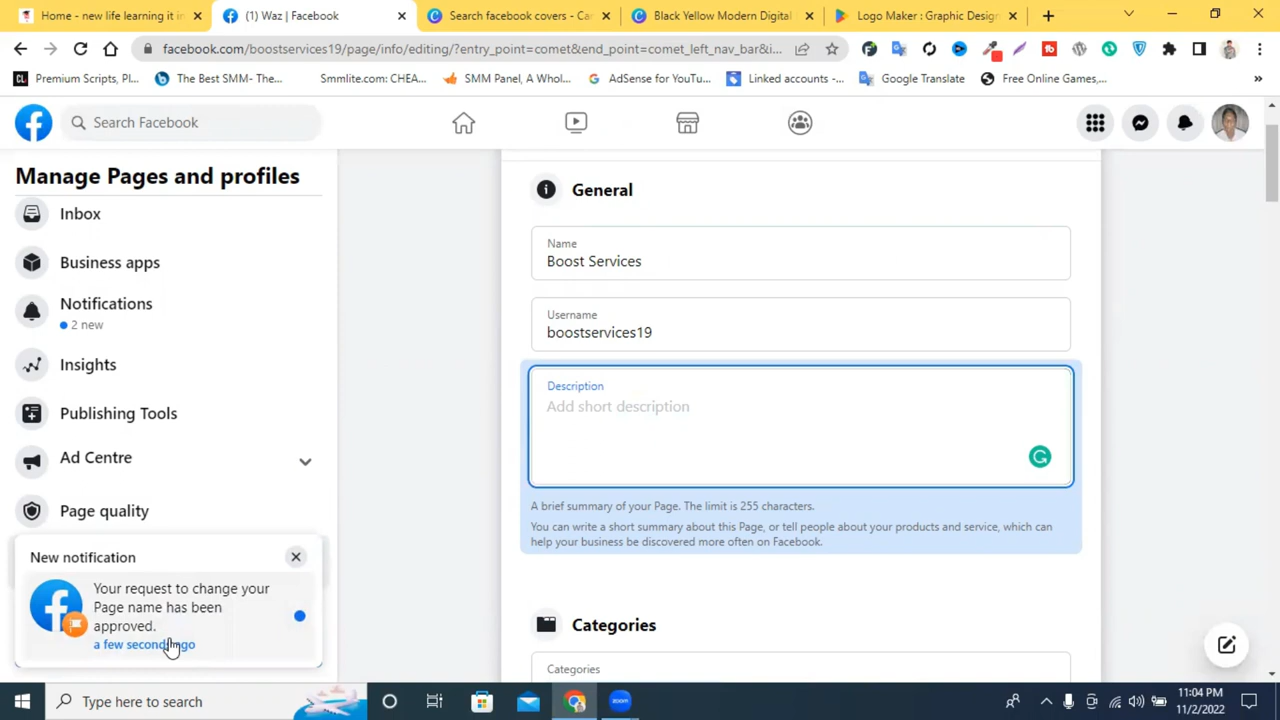 Home - new life learning it in
(1) Waz | Facebook
Search facebook covers - Can
Black Yellow Modern Digital
Logo Maker : Graphic Design
facebook.com/boostservices19/page/info/editing/?entry_point=comet&end_point=comet_left_nav_bar&i...
Premium Scripts, Pl...
The Best SMM- The...
Smmlite.com: CHEA...
SMM Panel, A Whol...
AdSense for YouTu...
Linked accounts -...
Google Translate
Free Online Games,...
Search Facebook
Manage Pages and profiles
Inbox
Business apps
Notifications
2 new
Insights
Publishing Tools
Ad Centre
Page quality
New notification
Your request to change your
Page name has been
approved.
a few seconds ago
General
Name
Boost Services
Username
boostservices19
Description
Add short description
A brief summary of your Page. The limit is 255 characters.
You can write a short summary about this Page, or tell people about your products and service, which can
help your business be discovered more often on Facebook.
Categories
Categories
Type here to search
zoom
11:04 PM
11/2/2022